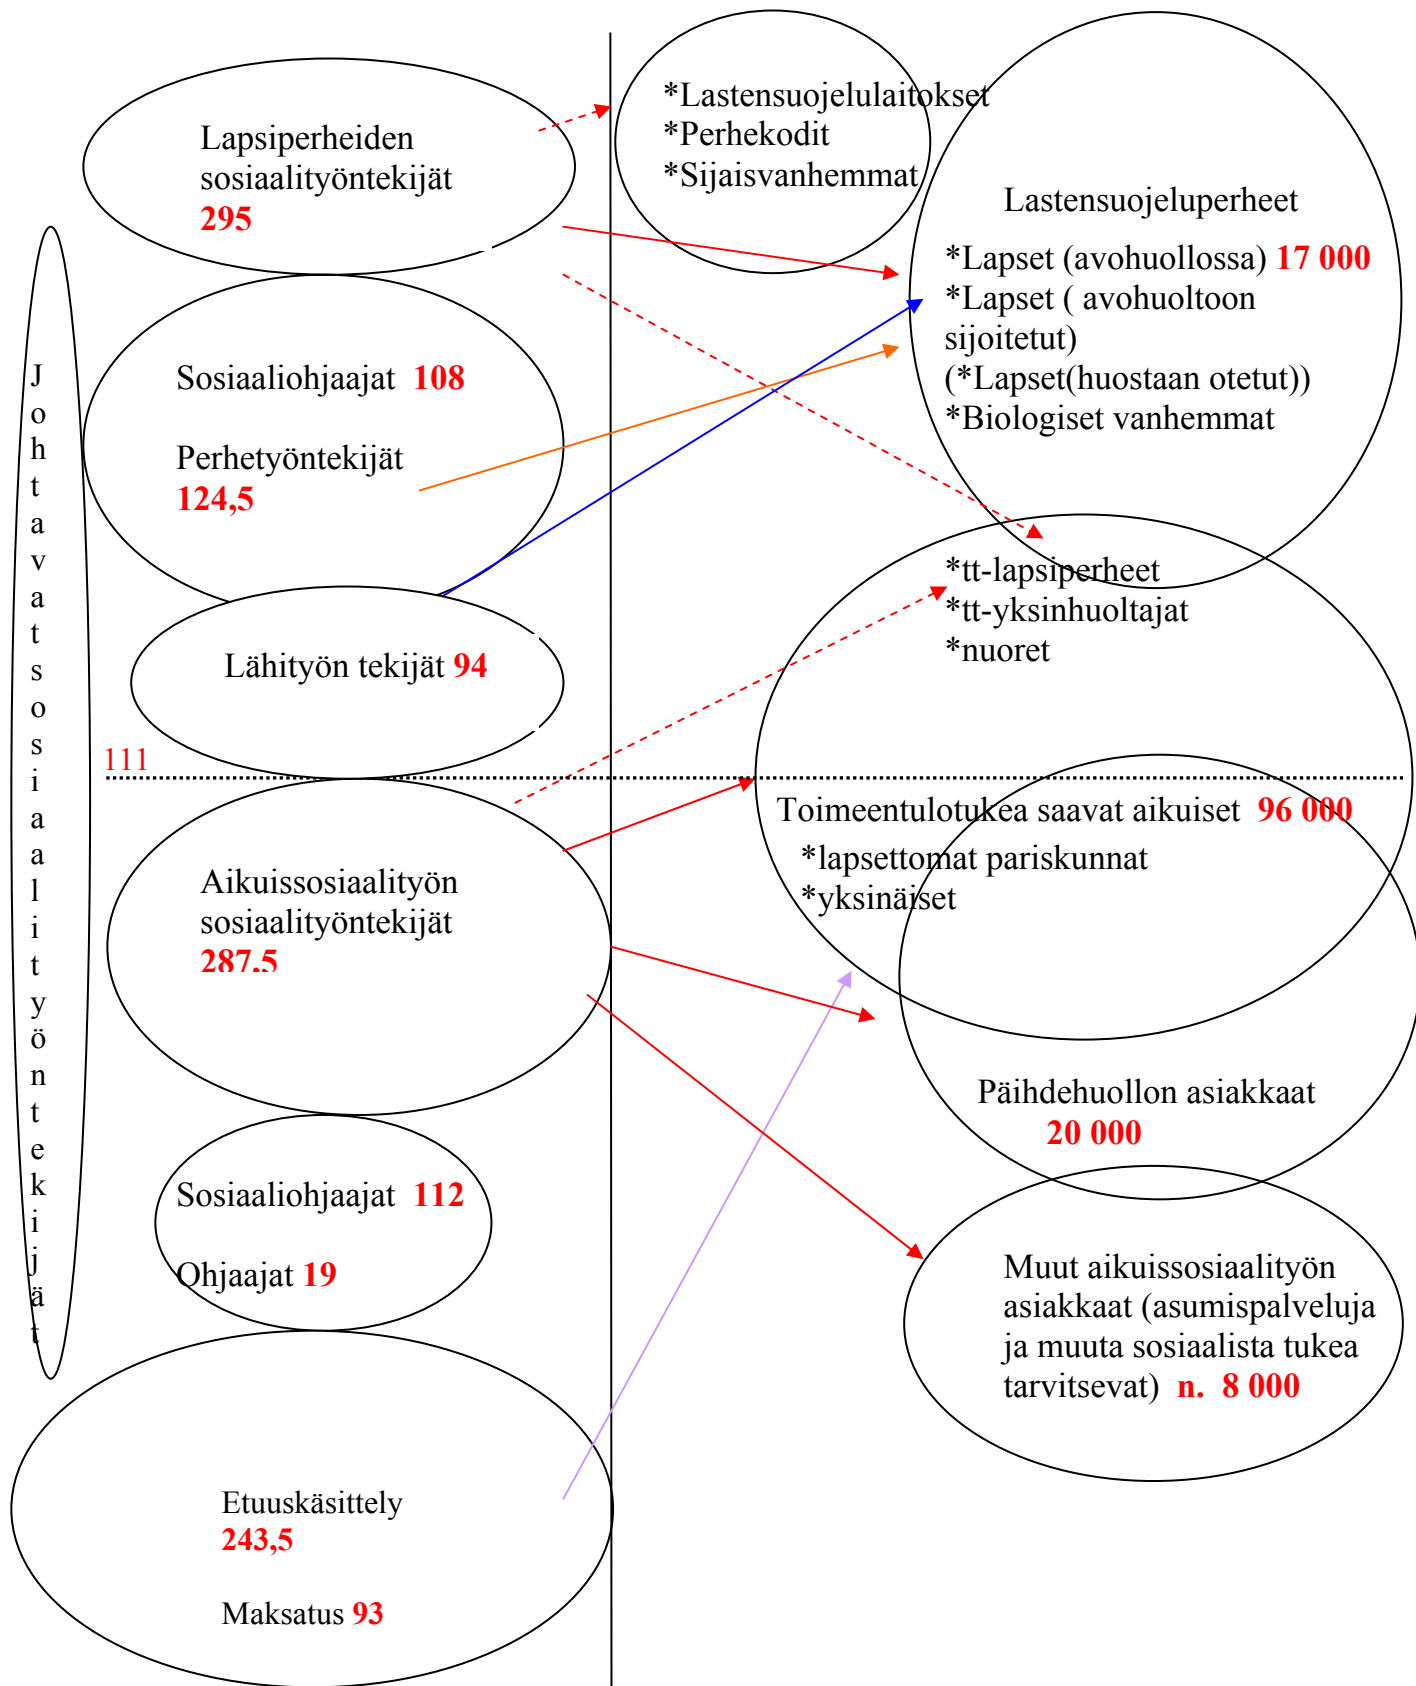 Johtavat sosiaalityöntekijät
111
Lapsiperheiden
sosiaalityöntekijät
295
Sosiaaliohjaajat 108
Perhetyöntekijät
124,5
Lähityön tekijät 94
Aikuissosiaalityön
sosiaalityöntekijät
287,5
Sosiaaliohjaajat 112
Ohjaajat 19
Etuuskäsittely
243,5
Maksatus 93
*Lastensuojelulaitokset
*Perhekodit
*Sijaisvanhemmat
Lastensuojeluperheet
*Lapset (avohuollossa) 17 000
*Lapset ( avohuoltoon
sijoitetut)
(*Lapset(huostaan otetut))
*Biologiset vanhemmat
*tt-lapsiperheet
*tt-yksinhuoltajat
*nuoret
Toimeentulotukea saavat aikuiset 96 000
*lapsettomat pariskunnat
*yksinäiset
Päihdehuollon asiakkaat
20 000
Muut aikuissosiaalityön
asiakkaat (asumispalveluja
ja muuta sosiaalista tukea
tarvitsevat) n. 8 000